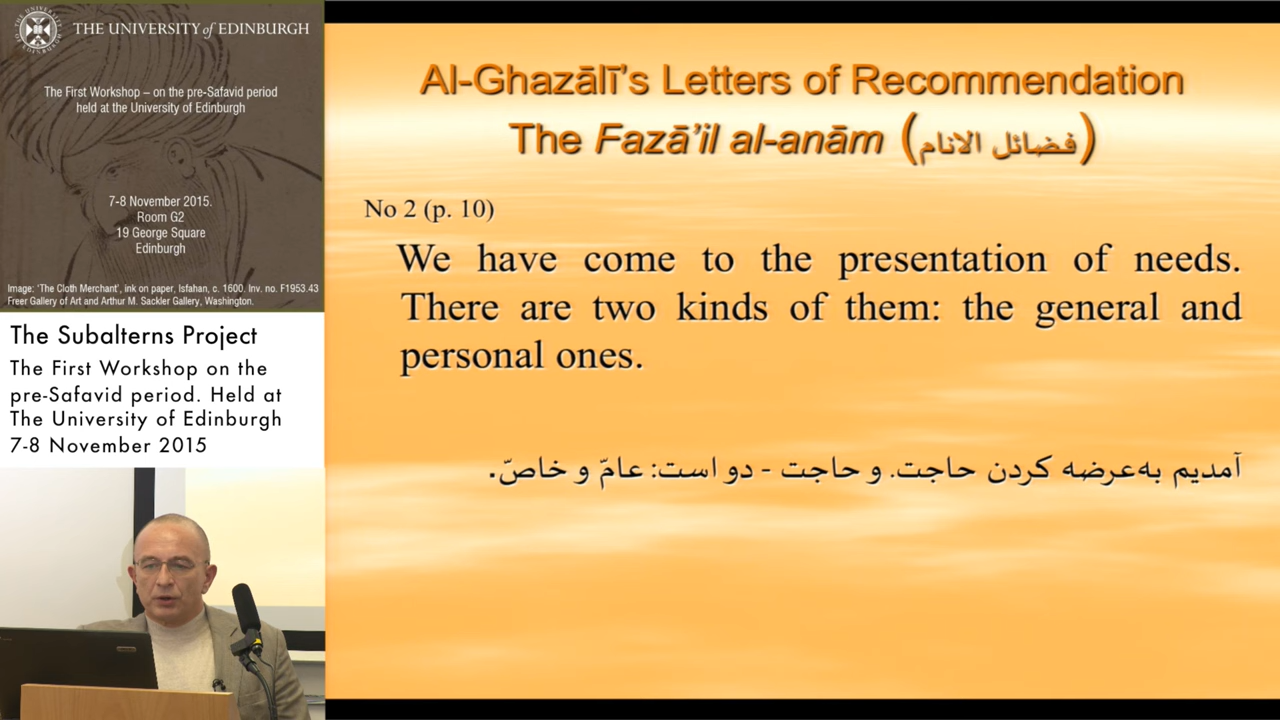 THE UNIVERSITY of EDINBURGH
The First Workshop – on the pre-Safavid period
held at the University of Edinburgh
7-8 November 2015.
Room G2
19 George Square
Edinburgh
Image: 'The Cloth Merchant', ink on paper, Isfahan, c. 1600. Inv. no. F1953.43
Freer Gallery of Art and Arthur M. Sackler Gallery, Washington.
The Subalterns Project
The First Workshop on the
pre-Safavid period. Held at
The University of Edinburgh
7-8 November 2015
Al-Ghazālī's Letters of Recommendation
The Fazā'il al-anām (فضائل الانام)
No 2 (p. 10)
We have come to the presentation of needs.
There are two kinds of them: the general and
personal ones.
آمدیم به‌عرضه کردن حاجت. و حاجت - دو است: عامّ و خاصّ.